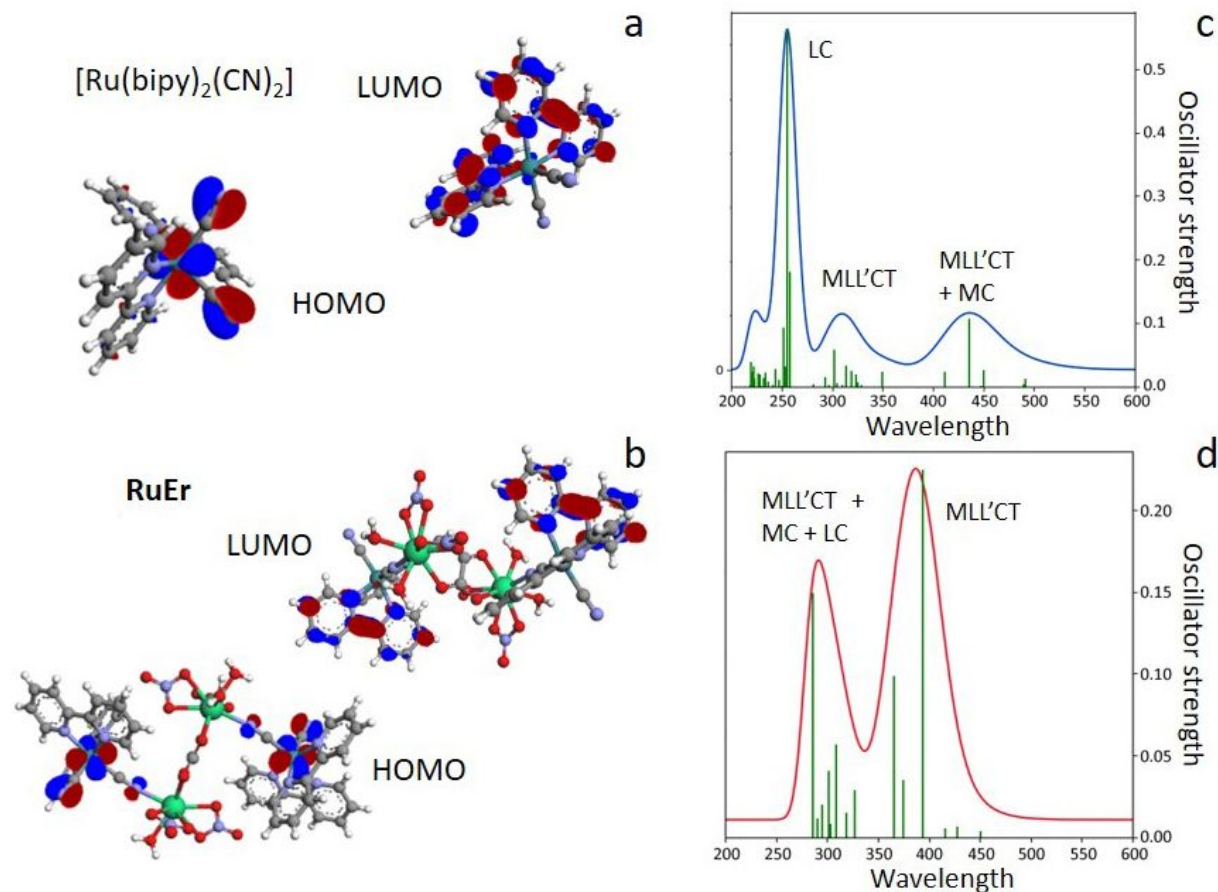 a
[Ru(bipy)₂(CN)₂]
LUMO
HOMO
b
RuEr
LUMO
HOMO
c
LC
MLL'CT
MLL'CT
+ MC
0.5
0.4
0.3
0.2
0.1
0.0
0
Oscillator strength
200 250 300 350 400 450 500 550 600
Wavelength
d
MLL'CT +
MC + LC
MLL'CT
0.20
0.15
0.10
0.05
0.00
Oscillator strength
200 250 300 350 400 450 500 550 600
Wavelength